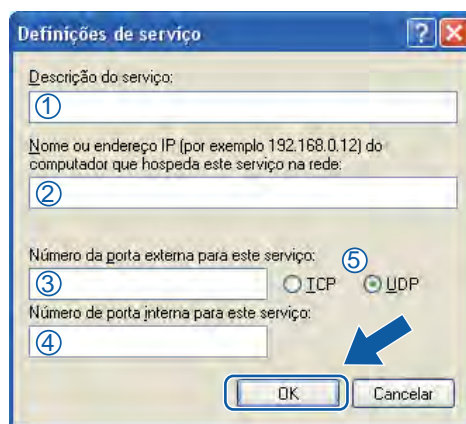 Definições de serviço
Descrição do serviço:
①
Nome ou endereço IP (por exemplo 192.168.0.12) do
computador que hospeda este serviço na rede:
②
Número da porta externa para este serviço:
⑤
③ TCP UDP
Número de porta interna para este serviço:
④
OK Cancelar